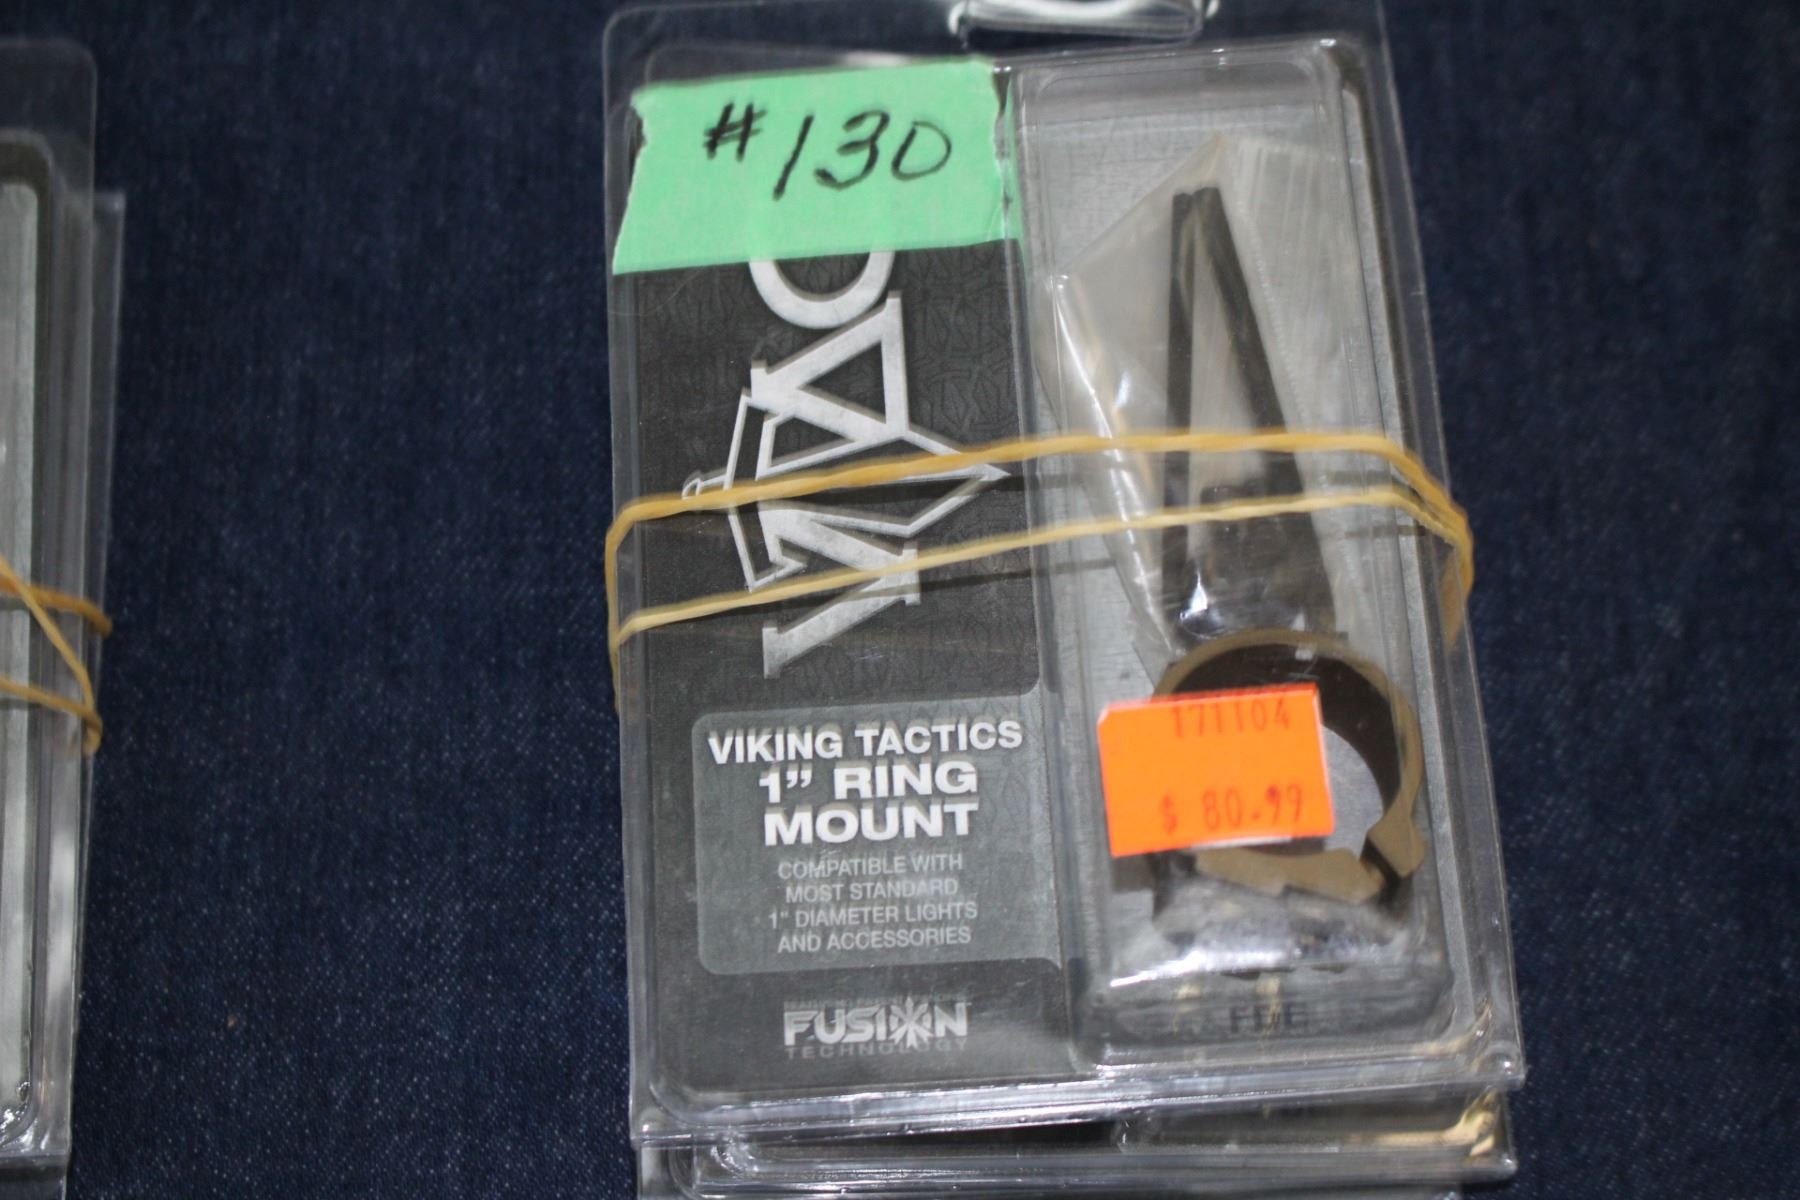 #130
VTAC
VIKING TACTICS
1” RING
MOUNT
COMPATIBLE WITH
MOST STANDARD
1" DIAMETER LIGHTS
AND ACCESSORIES
FUSION
TECHNOLOGY
171104
$ 80.99
FDE